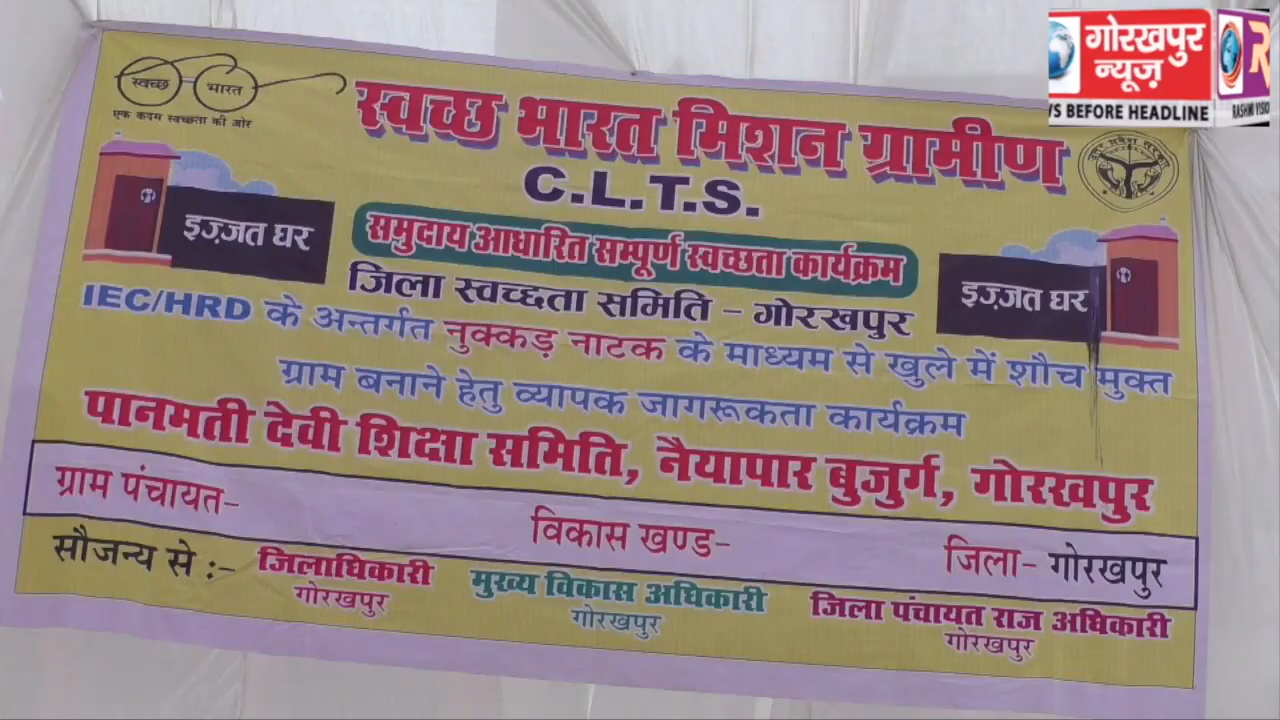 गोरखपुर
न्यूज़
VS BEFORE HEADLINE
R
RASHMI VISIO
स्वच्छ भारत
एक कदम स्वच्छता की ओर
स्वच्छ भारत मिशन ग्रामीण
C.L.T.S.
समुदाय आधारित सम्पूर्ण स्वच्छता कार्यक्रम
इज़्ज़त घर
इज़्ज़त घर
जिला स्वच्छता समिति - गोरखपुर
IEC/HRD के अन्तर्गत नुक्कड़ नाटक के माध्यम से खुले में शौच मुक्त
ग्राम बनाने हेतु व्यापक जागरूकता कार्यक्रम
पानमती देवी शिक्षा समिति, नैयापार बुजुर्ग, गोरखपुर
ग्राम पंचायत- विकास खण्ड- जिला- गोरखपुर
सौजन्य से :- जिलाधिकारी मुख्य विकास अधिकारी जिला पंचायत राज अधिकारी
गोरखपुर गोरखपुर गोरखपुर